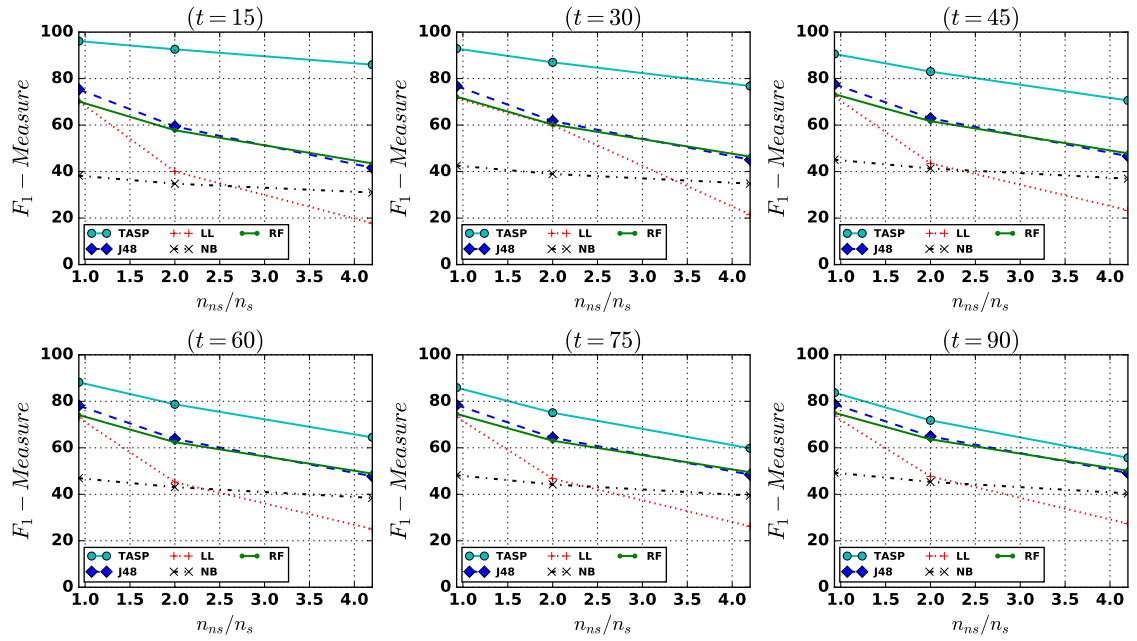 (t = 15)
F1 − Measure
100
80
60
40
20
0
TASP LL RF
J48 NB
1.0 1.5 2.0 2.5 3.0 3.5 4.0
nns/ns
(t = 30)
F1 − Measure
100
80
60
40
20
0
TASP LL RF
J48 NB
1.0 1.5 2.0 2.5 3.0 3.5 4.0
nns/ns
(t = 45)
F1 − Measure
100
80
60
40
20
0
TASP LL RF
J48 NB
1.0 1.5 2.0 2.5 3.0 3.5 4.0
nns/ns
(t = 60)
F1 − Measure
100
80
60
40
20
0
TASP LL RF
J48 NB
1.0 1.5 2.0 2.5 3.0 3.5 4.0
nns/ns
(t = 75)
F1 − Measure
100
80
60
40
20
0
TASP LL RF
J48 NB
1.0 1.5 2.0 2.5 3.0 3.5 4.0
nns/ns
(t = 90)
F1 − Measure
100
80
60
40
20
0
TASP LL RF
J48 NB
1.0 1.5 2.0 2.5 3.0 3.5 4.0
nns/ns